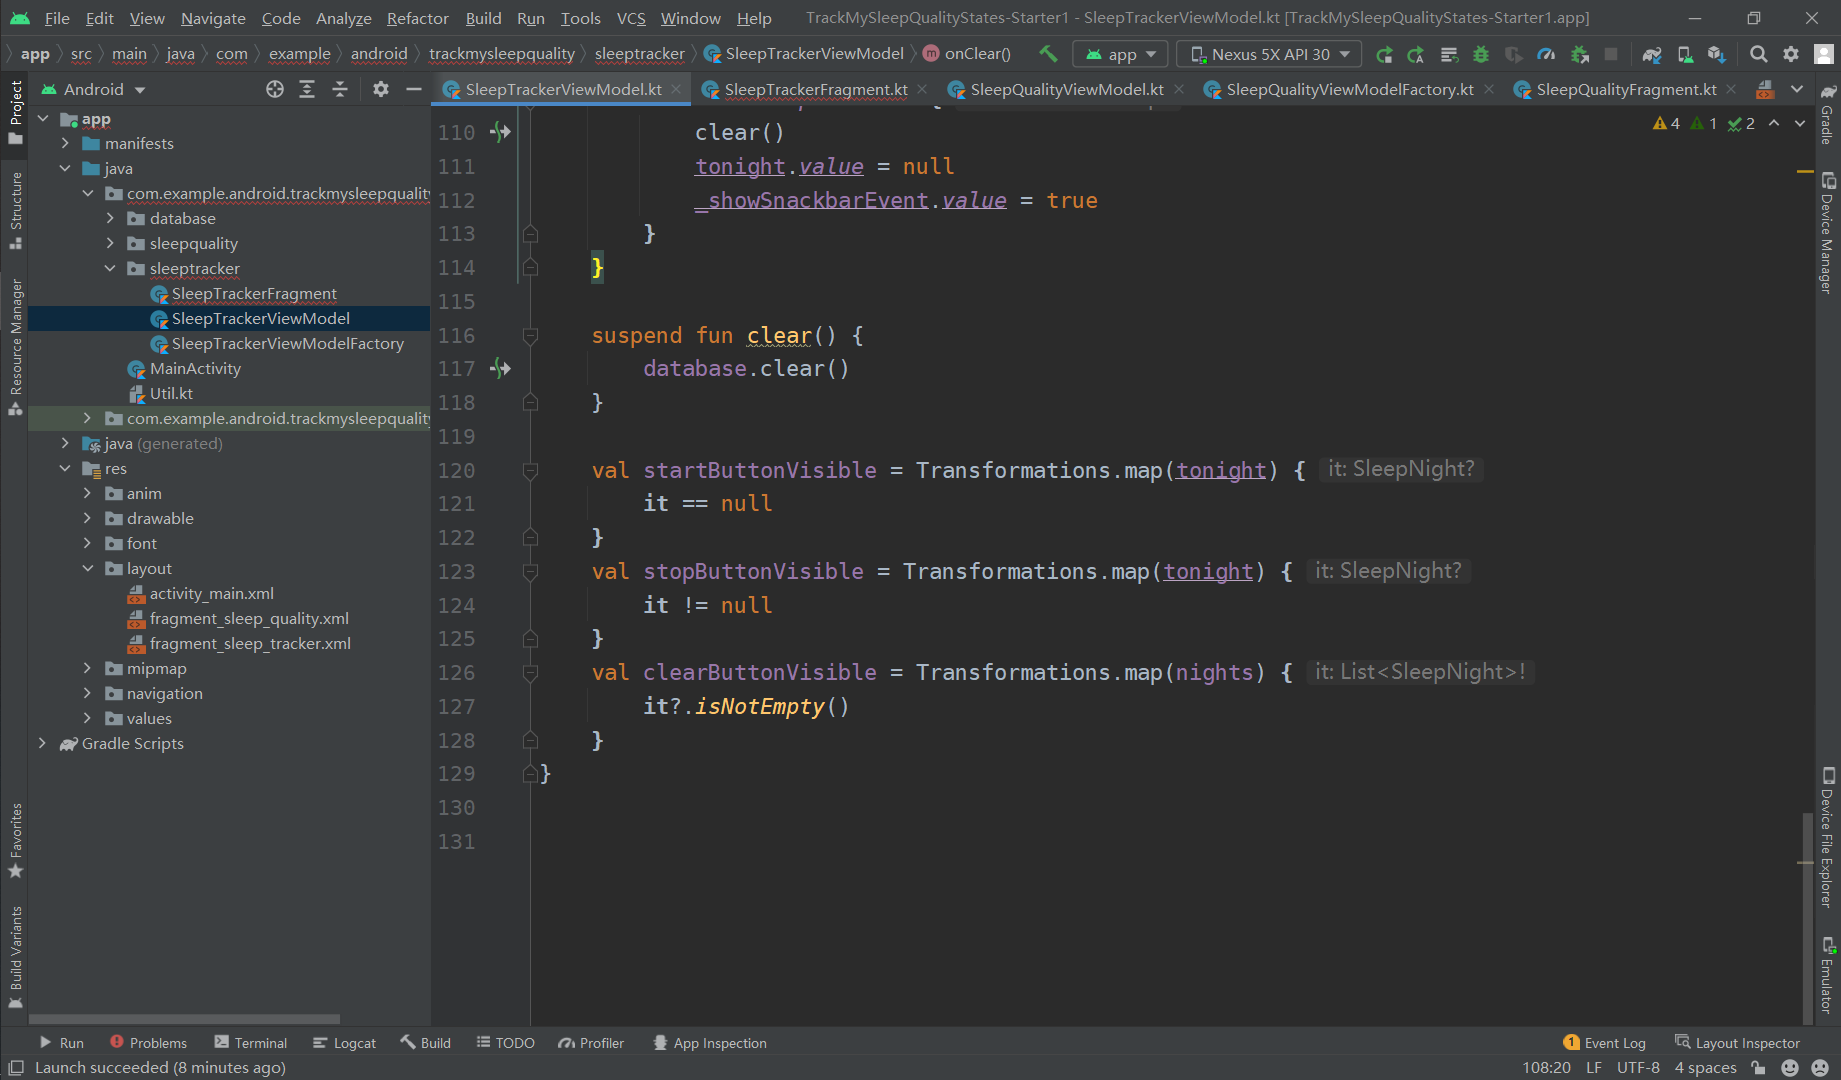 File Edit View Navigate Code Analyze Refactor Build Run Tools VCS Window Help TrackMySleepQualityStates-Starter1 - SleepTrackerViewModel.kt [TrackMySleepQualityStates-Starter1.app]
app src main java com example android trackmysleepquality sleeptracker SleepTrackerViewModel onClear() app Nexus 5X API 30
Android
SleepTrackerViewModel.kt SleepTrackerFragment.kt SleepQualityViewModel.kt SleepQualityViewModelFactory.kt SleepQualityFragment.kt
4 1 2
Project
Structure
Resource Manager
Favorites
Build Variants
app
manifests
java
com.example.android.trackmysleepquality
database
sleepquality
sleeptracker
SleepTrackerFragment
SleepTrackerViewModel
SleepTrackerViewModelFactory
MainActivity
Util.kt
com.example.android.trackmysleepquality
java (generated)
res
anim
drawable
font
layout
activity_main.xml
fragment_sleep_quality.xml
fragment_sleep_tracker.xml
mipmap
navigation
values
Gradle Scripts
110 clear()
111 tonight.value = null
112 _showSnackbarEvent.value = true
113 }
114 }
115
116 suspend fun clear() {
117 database.clear()
118 }
119
120 val startButtonVisible = Transformations.map(tonight) { it: SleepNight?
121 it == null
122 }
123 val stopButtonVisible = Transformations.map(tonight) { it: SleepNight?
124 it != null
125 }
126 val clearButtonVisible = Transformations.map(nights) { it: List<SleepNight>!
127 it?.isNotEmpty()
128 }
129 }
130
131
Gradle
Device Manager
Device File Explorer
Emulator
Run Problems Terminal Logcat Build TODO Profiler App Inspection 1 Event Log Layout Inspector
Launch succeeded (8 minutes ago) 108:20 LF UTF-8 4 spaces